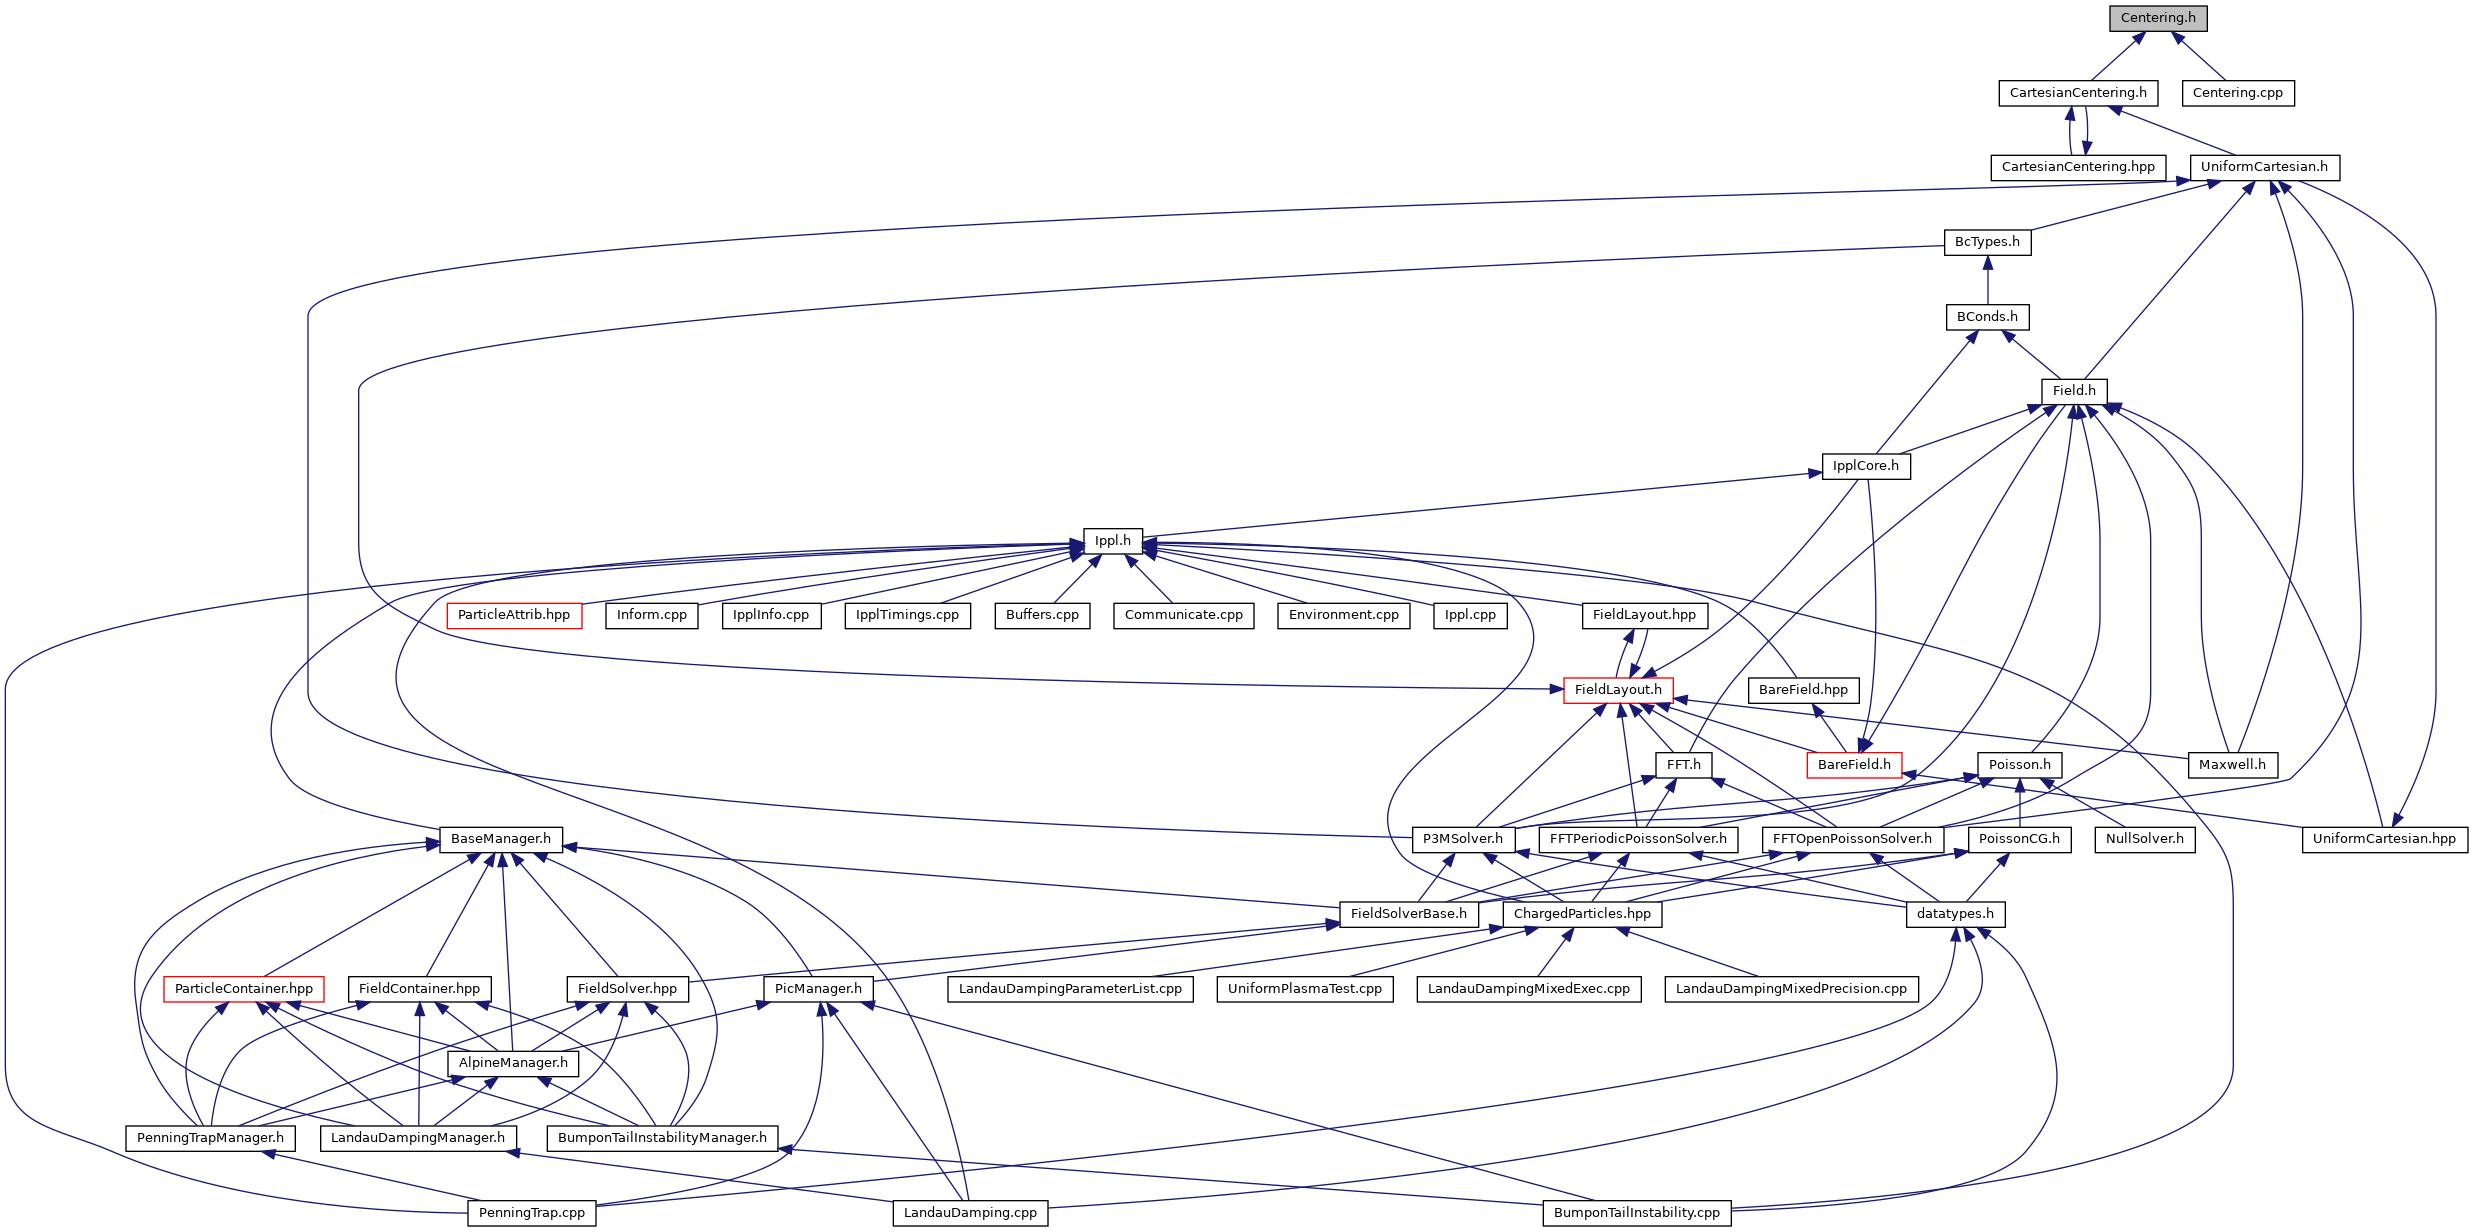 Centering.h
CartesianCentering.h
Centering.cpp
CartesianCentering.hpp
UniformCartesian.h
BcTypes.h
BConds.h
Field.h
IpplCore.h
Ippl.h
ParticleAttrib.hpp
Inform.cpp
IpplInfo.cpp
IpplTimings.cpp
Buffers.cpp
Communicate.cpp
Environment.cpp
Ippl.cpp
FieldLayout.hpp
FieldLayout.h
BareField.hpp
FFT.h
BareField.h
Poisson.h
Maxwell.h
BaseManager.h
P3MSolver.h
FFTPeriodicPoissonSolver.h
FFTOpenPoissonSolver.h
PoissonCG.h
NullSolver.h
UniformCartesian.hpp
FieldSolverBase.h
ChargedParticles.hpp
datatypes.h
ParticleContainer.hpp
FieldContainer.hpp
FieldSolver.hpp
PicManager.h
LandauDampingParameterList.cpp
UniformPlasmaTest.cpp
LandauDampingMixedExec.cpp
LandauDampingMixedPrecision.cpp
AlpineManager.h
PenningTrapManager.h
LandauDampingManager.h
BumponTailInstabilityManager.h
PenningTrap.cpp
LandauDamping.cpp
BumponTailInstability.cpp